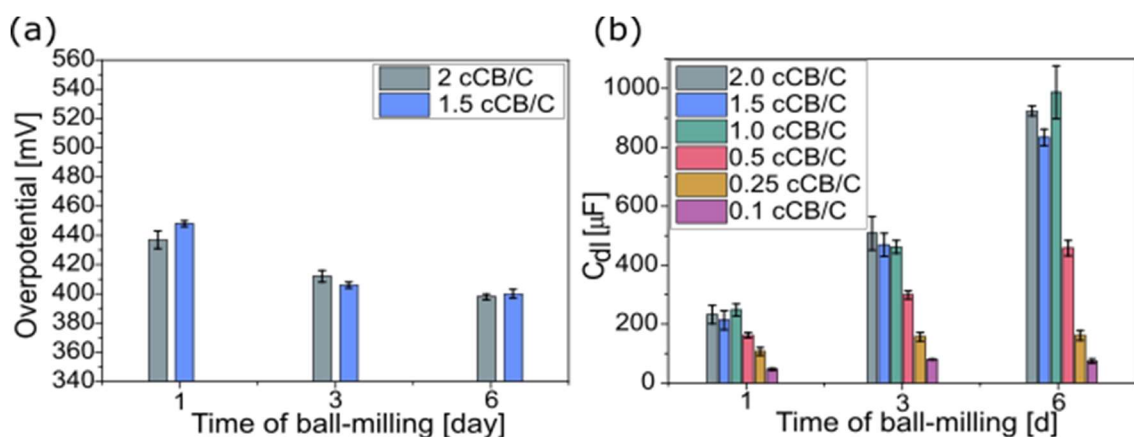 (a)
Overpotential [mV]
560
540
520
500
480
460
440
420
400
380
360
340
2 cCB/C
1.5 cCB/C
1 3 6
Time of ball-milling [day]
(b)
Cdl [µF]
1000
800
600
400
200
0
2.0 cCB/C
1.5 cCB/C
1.0 cCB/C
0.5 cCB/C
0.25 cCB/C
0.1 cCB/C
1 3 6
Time of ball-milling [d]